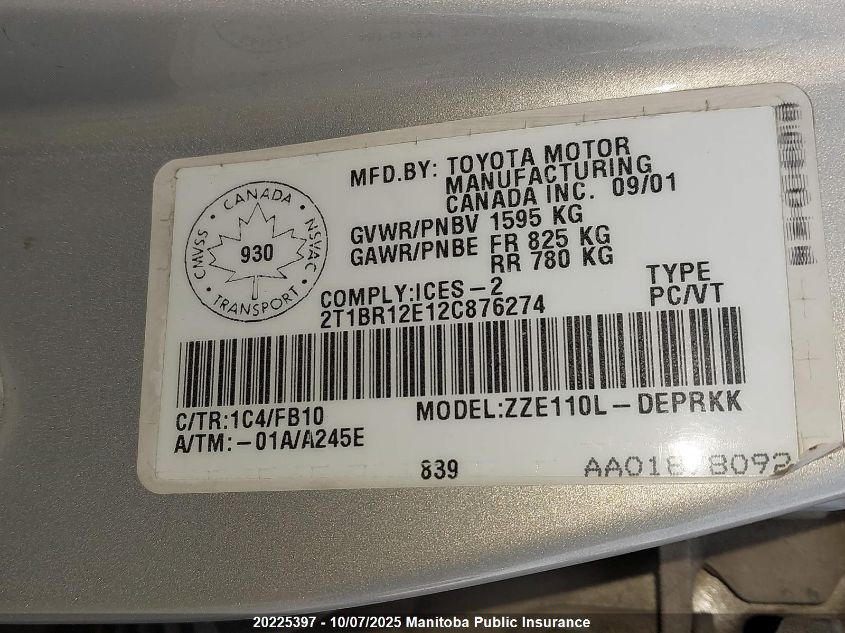 MFD.BY: TOYOTA MOTOR
MANUFACTURING
CANADA INC. 09/01
GVWR/PNBV 1595 KG
GAWR/PNBE FR 825 KG
RR 780 KG
CANADA
CMVSS
930
NSVAC
TRANSPORT
COMPLY:ICES-2
TYPE
2T1BR12E12C876274
PC/VT
C/TR:1C4/FB10
MODEL:ZZE110L-DEPRKK
A/TM:-01A/A245E
839
20225397 - 10/07/2025 Manitoba Public Insurance